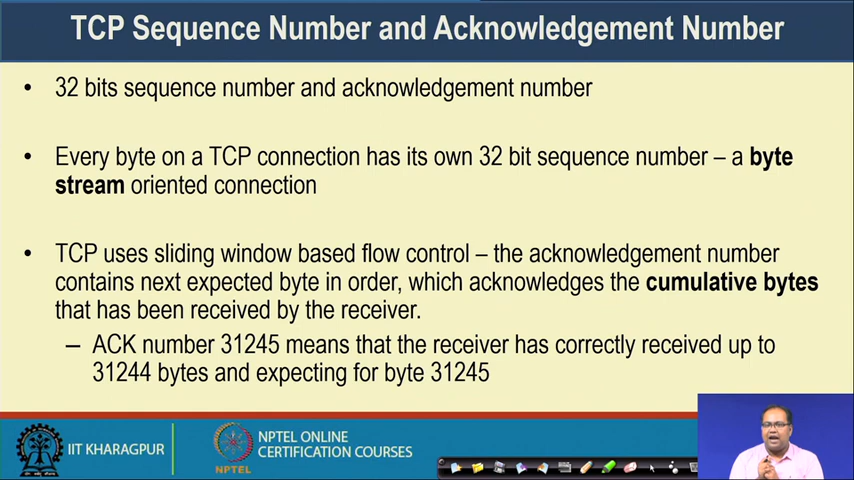 TCP Sequence Number and Acknowledgement Number
• 32 bits sequence number and acknowledgement number
• Every byte on a TCP connection has its own 32 bit sequence number – a byte
stream oriented connection
• TCP uses sliding window based flow control – the acknowledgement number
contains next expected byte in order, which acknowledges the cumulative bytes
that has been received by the receiver.
– ACK number 31245 means that the receiver has correctly received up to
31244 bytes and expecting for byte 31245
IIT KHARAGPUR
NPTEL
NPTEL ONLINE
CERTIFICATION COURSES